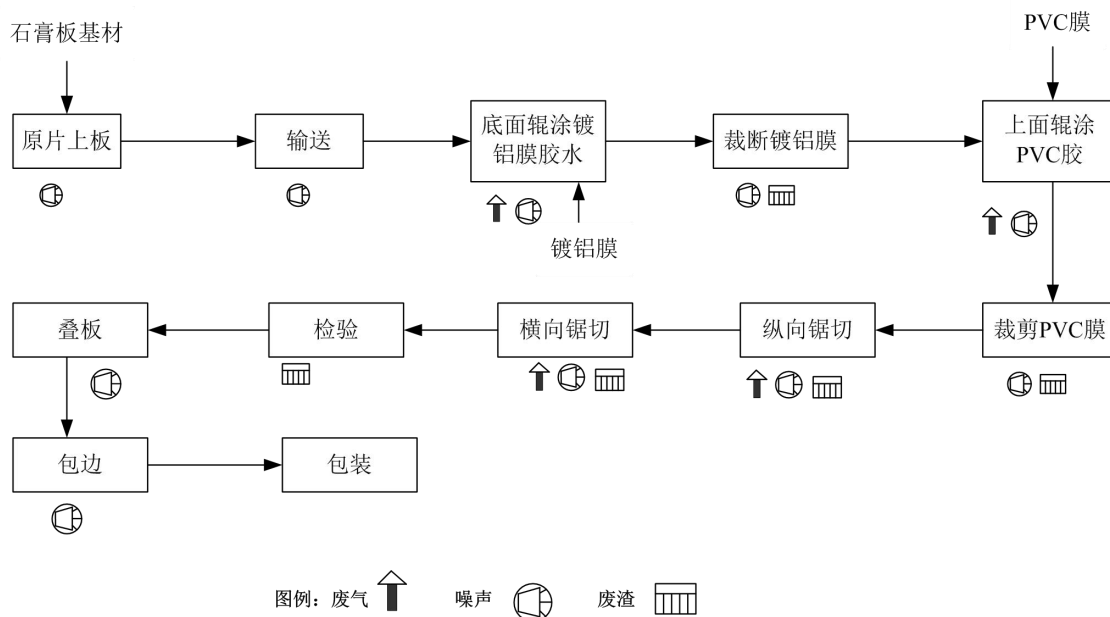 石膏板基材
PVC膜
原片上板
输送
底面辊涂镀
铝膜胶水
裁断镀铝膜
上面辊涂
PVC胶
镀铝膜
叠板
检验
横向锯切
纵向锯切
裁剪PVC膜
包边
包装
图例：废气
噪声
废渣